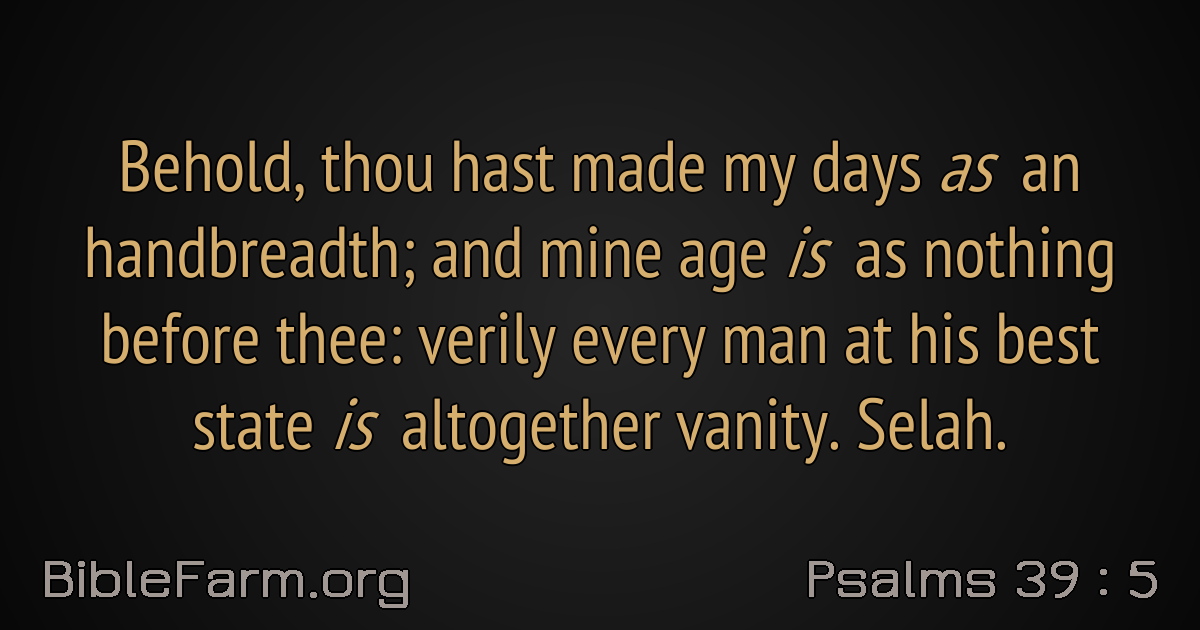 Behold, thou hast made my days as an
handbreadth; and mine age is as nothing
before thee: verily every man at his best
state is altogether vanity. Selah.
BibleFarm.org
Psalms 39 : 5